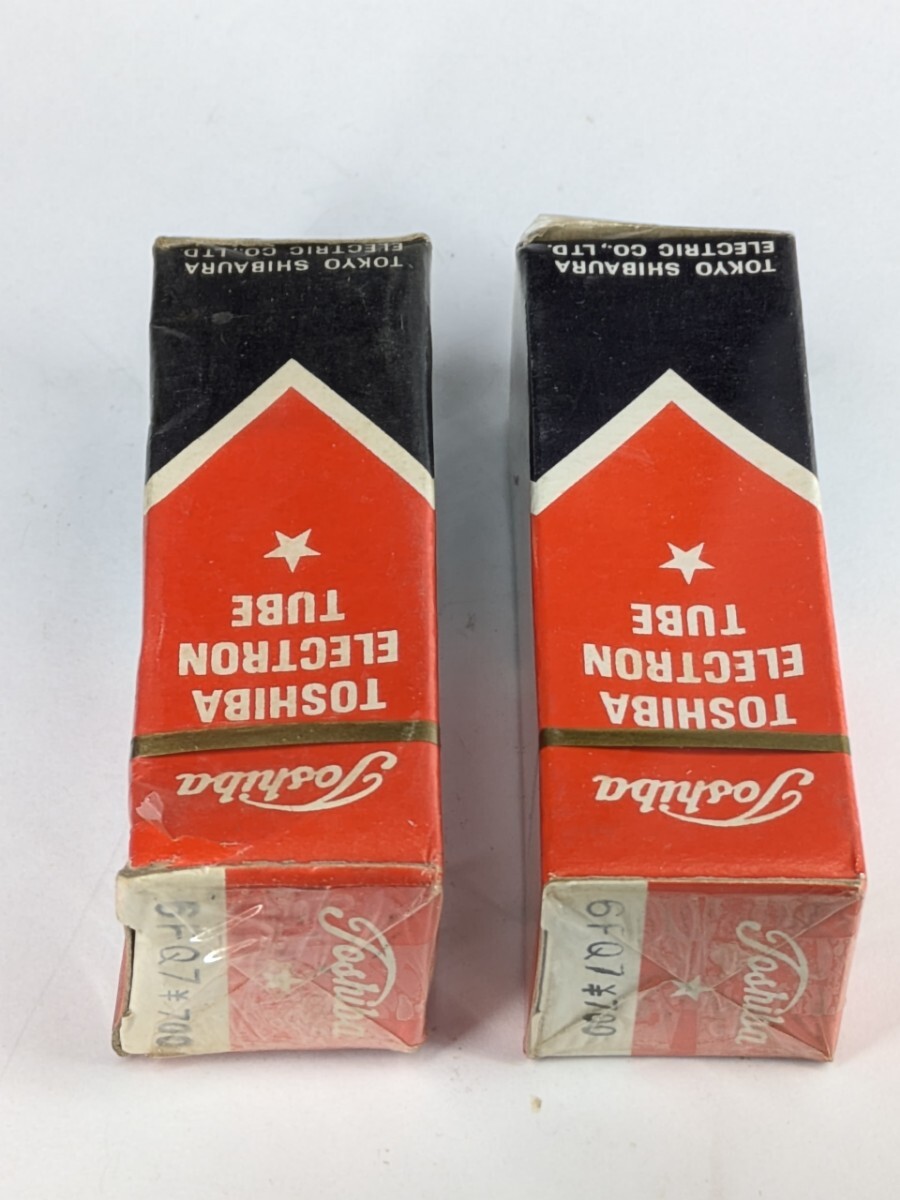 Toshiba
TOSHIBA
ELECTRON
TUBE
TOKYO SHIBAURA
ELECTRIC CO., LTD.
Toshiba
6FQ7 ¥700
Toshiba
TOSHIBA
ELECTRON
TUBE
TOKYO SHIBAURA
ELECTRIC CO., LTD.
Toshiba
6FQ7 ¥700